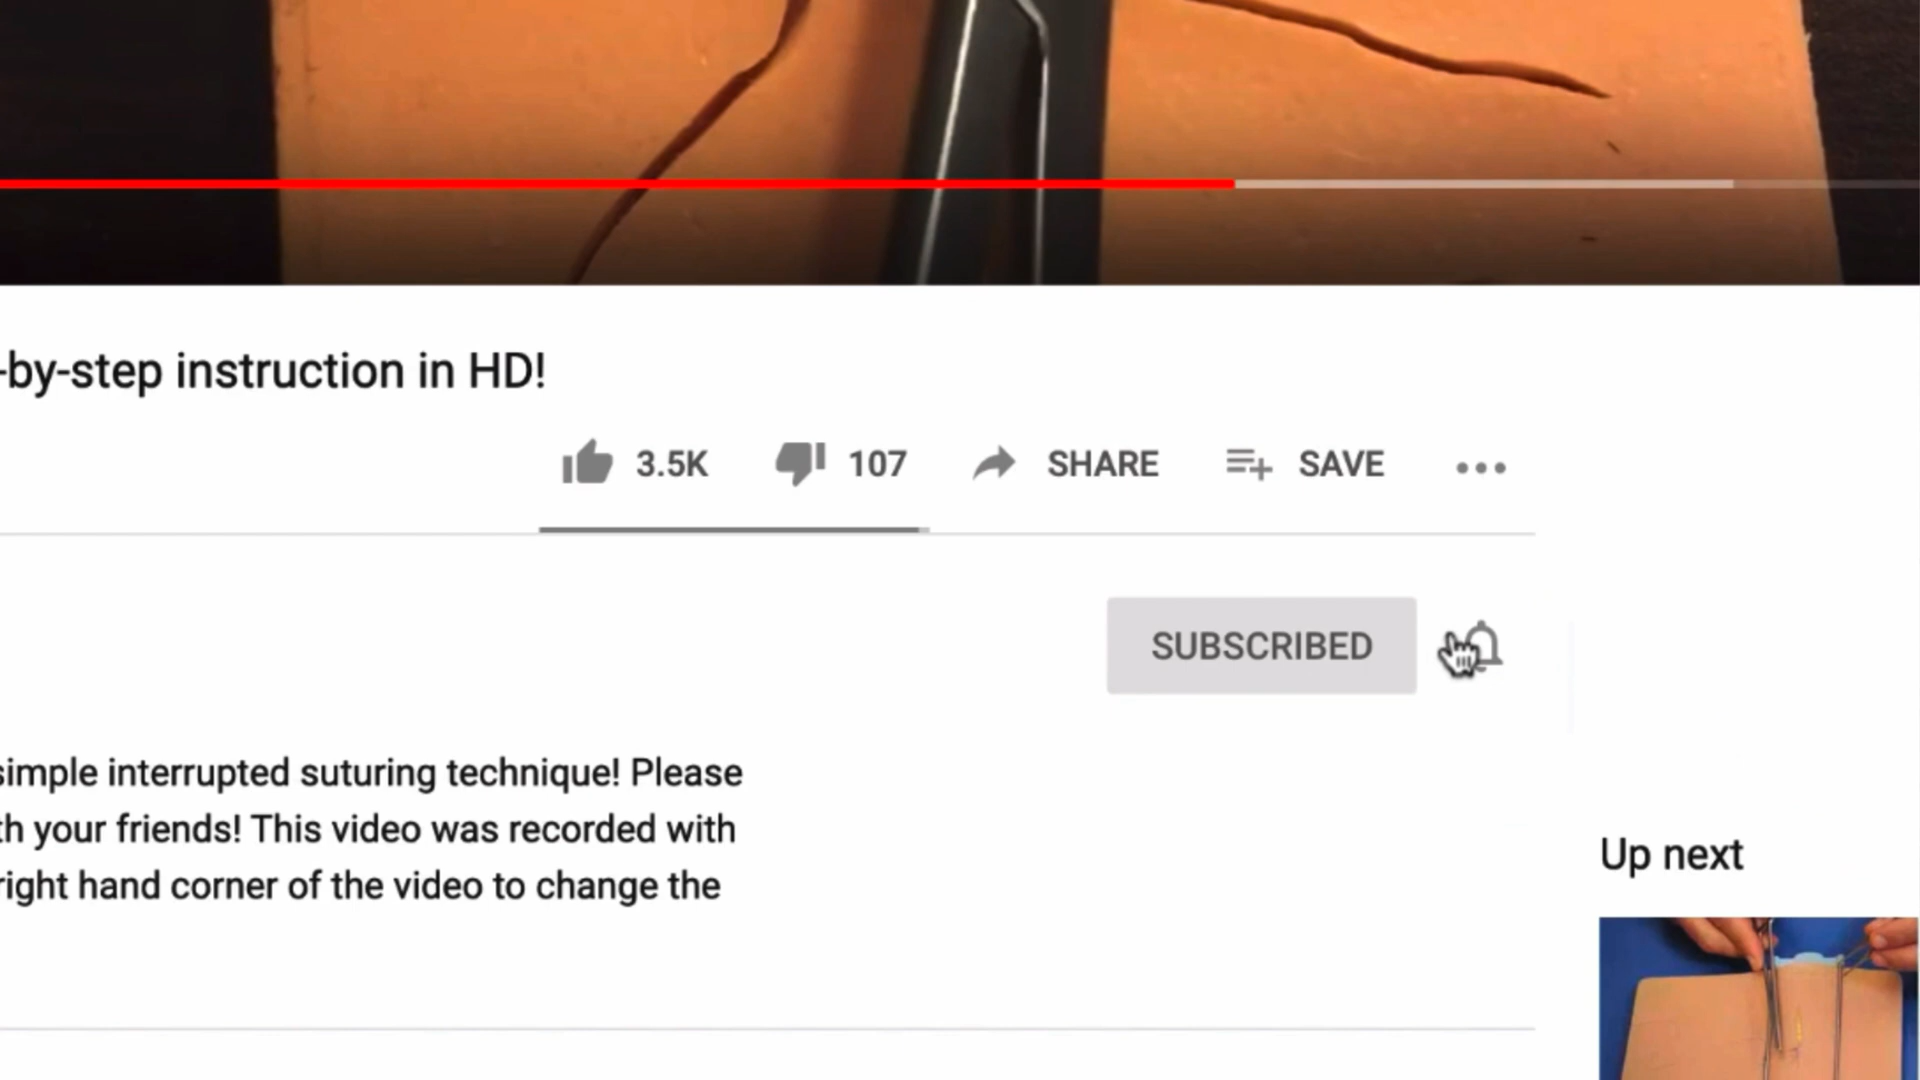 -by-step instruction in HD!
3.5K 107 SHARE SAVE
SUBSCRIBED
simple interrupted suturing technique! Please
th your friends! This video was recorded with
right hand corner of the video to change the
Up next